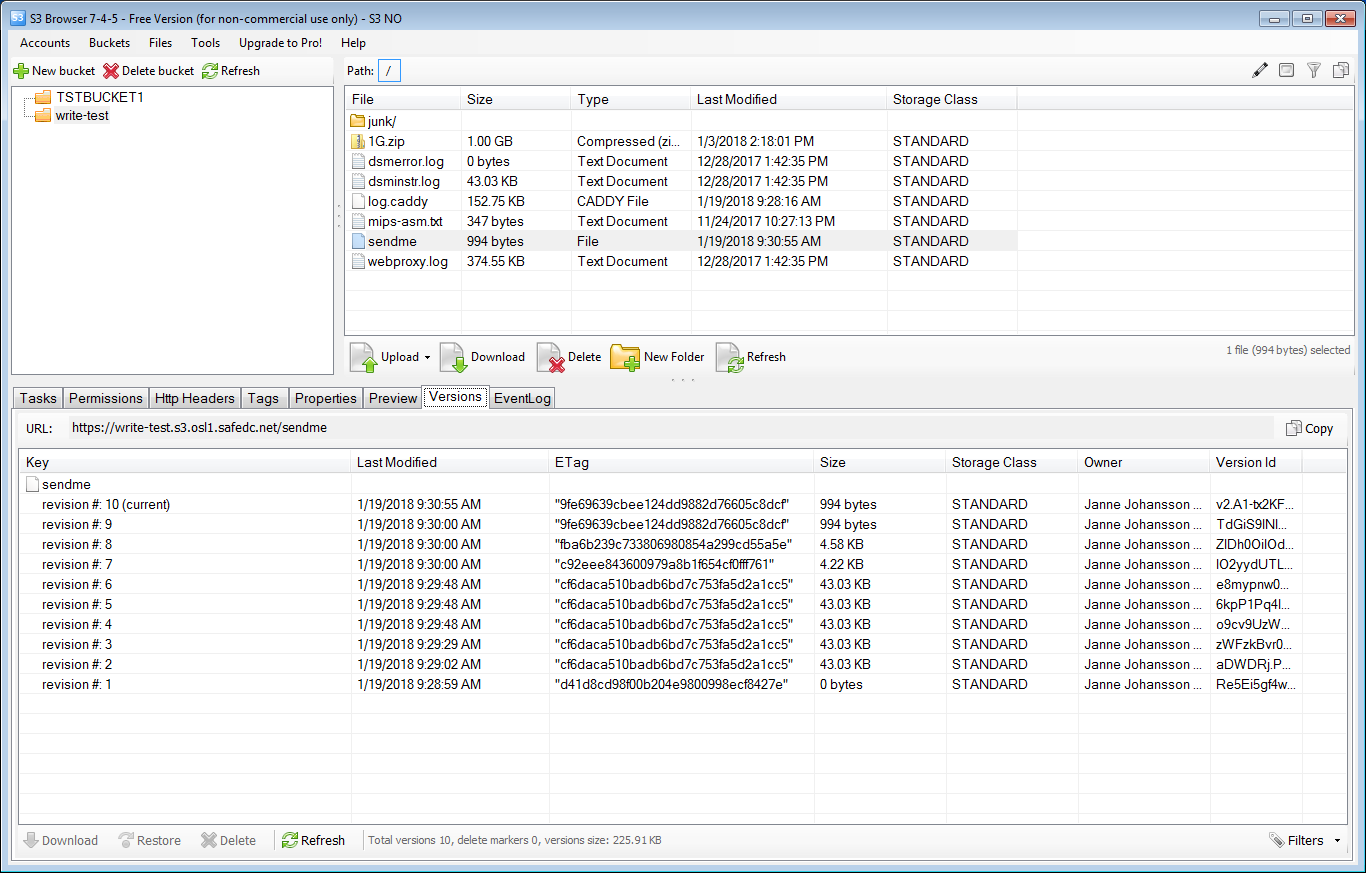 S3 Browser 7-4-5 - Free Version (for non-commercial use only) - S3 NO
Accounts Buckets Files Tools Upgrade to Pro! Help
New bucket Delete bucket Refresh
TSTBUCKET1
write-test
Path: /
File Size Type Last Modified Storage Class
junk/
1G.zip 1.00 GB Compressed (zi... 1/3/2018 2:18:01 PM STANDARD
dsmerror.log 0 bytes Text Document 12/28/2017 1:42:35 PM STANDARD
dsminstr.log 43.03 KB Text Document 12/28/2017 1:42:35 PM STANDARD
log.caddy 152.75 KB CADDY File 1/19/2018 9:28:16 AM STANDARD
mips-asm.txt 347 bytes Text Document 11/24/2017 10:27:13 PM STANDARD
sendme 994 bytes File 1/19/2018 9:30:55 AM STANDARD
webproxy.log 374.55 KB Text Document 12/28/2017 1:42:35 PM STANDARD
Upload Download Delete New Folder Refresh 1 file (994 bytes) selected
Tasks Permissions Http Headers Tags Properties Preview Versions EventLog
URL: https://write-test.s3.osl1.safedc.net/sendme Copy
Key Last Modified ETag Size Storage Class Owner Version Id
sendme
revision #: 10 (current) 1/19/2018 9:30:55 AM "9fe69639cbee124dd9882d76605c8dcf" 994 bytes STANDARD Janne Johansson ... v2.A1-tx2KF...
revision #: 9 1/19/2018 9:30:00 AM "9fe69639cbee124dd9882d76605c8dcf" 994 bytes STANDARD Janne Johansson ... TdGiS9INl...
revision #: 8 1/19/2018 9:30:00 AM "fba6b239c733806980854a299cd55a5e" 4.58 KB STANDARD Janne Johansson ... ZIDh0OilOd...
revision #: 7 1/19/2018 9:30:00 AM "c92eee843600979a8b1f654cf0fff761" 4.22 KB STANDARD Janne Johansson ... IO2yydUTL...
revision #: 6 1/19/2018 9:29:48 AM "cf6daca510badb6bd7c753fa5d2a1cc5" 43.03 KB STANDARD Janne Johansson ... e8mypnw0...
revision #: 5 1/19/2018 9:29:48 AM "cf6daca510badb6bd7c753fa5d2a1cc5" 43.03 KB STANDARD Janne Johansson ... 6kpP1Pq4I...
revision #: 4 1/19/2018 9:29:48 AM "cf6daca510badb6bd7c753fa5d2a1cc5" 43.03 KB STANDARD Janne Johansson ... o9cv9UzW...
revision #: 3 1/19/2018 9:29:29 AM "cf6daca510badb6bd7c753fa5d2a1cc5" 43.03 KB STANDARD Janne Johansson ... zWFzkBvr0...
revision #: 2 1/19/2018 9:29:02 AM "cf6daca510badb6bd7c753fa5d2a1cc5" 43.03 KB STANDARD Janne Johansson ... aDWDRj.P...
revision #: 1 1/19/2018 9:28:59 AM "d41d8cd98f00b204e9800998ecf8427e" 0 bytes STANDARD Janne Johansson ... Re5Ei5gf4w...
Download Restore Delete Refresh Total versions 10, delete markers 0, versions size: 225.91 KB Filters